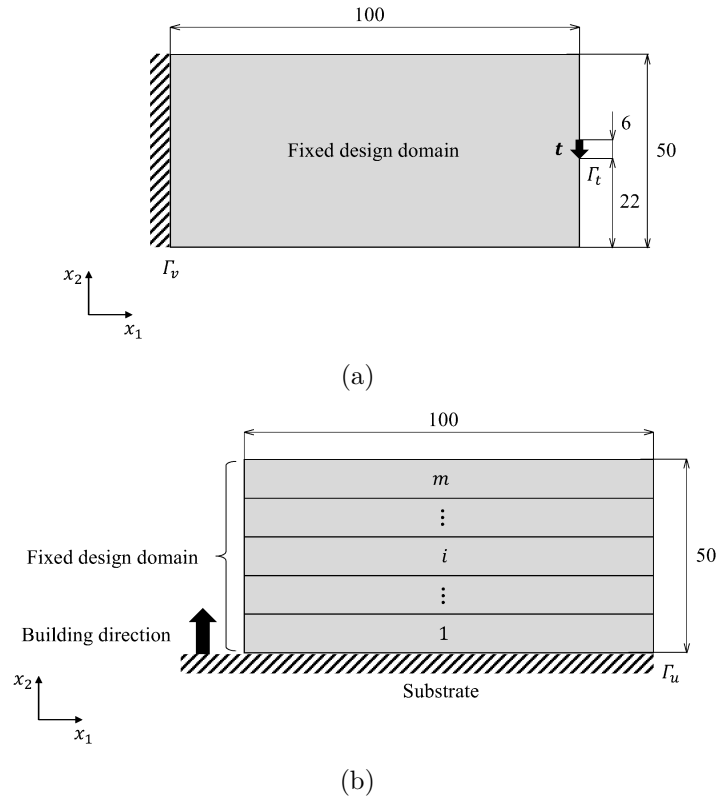 100
6
Fixed design domain
t
50
Γt
22
Γv
x2
x1
(a)
100
m
⋮
Fixed design domain
i
50
⋮
Building direction
1
Γu
x2
Substrate
x1
(b)